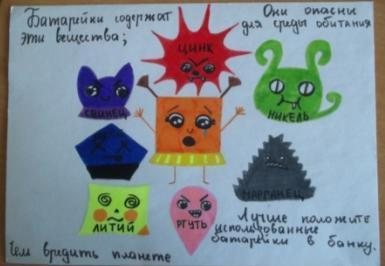 Батарейки содержат
эти вещества;
Они опасны
для среды обитания
ЦИНК
СВИНЕЦ
НИКЕЛЬ
ЛИТИЙ
РТУТЬ
МАРГАНЕЦ
Чем вредить планете
Лучше положите
использованные
батарейки в банку.